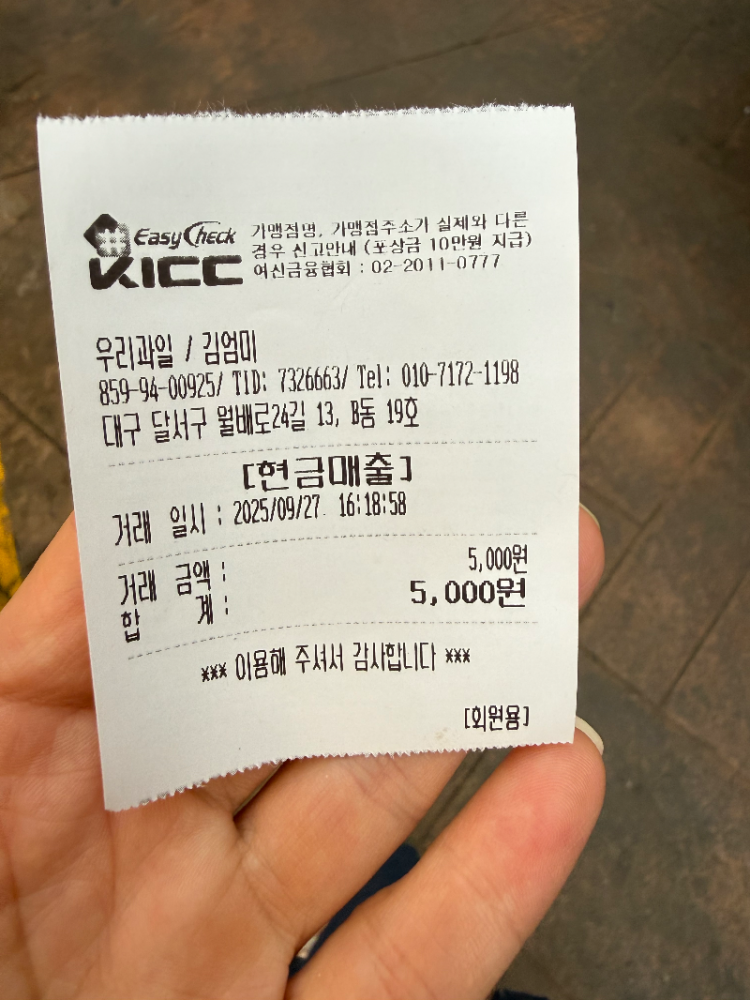 EasyCheck
KICC
가맹점명, 가맹점주소가 실제와 다른
경우 신고안내 (포상금 10만원 지급)
여신금융협회 : 02-2011-0777
우리과일 / 김엄미
859-94-00925/ TID: 7326663/ Tel: 010-7172-1198
대구 달서구 월배로24길 13, B동 19호
[현금매출]
거래 일시 : 2025/09/27 16:18:58
거래 금액 : 5,000원
합 계 : 5,000원
*** 이용해 주셔서 감사합니다 ***
[회원용]